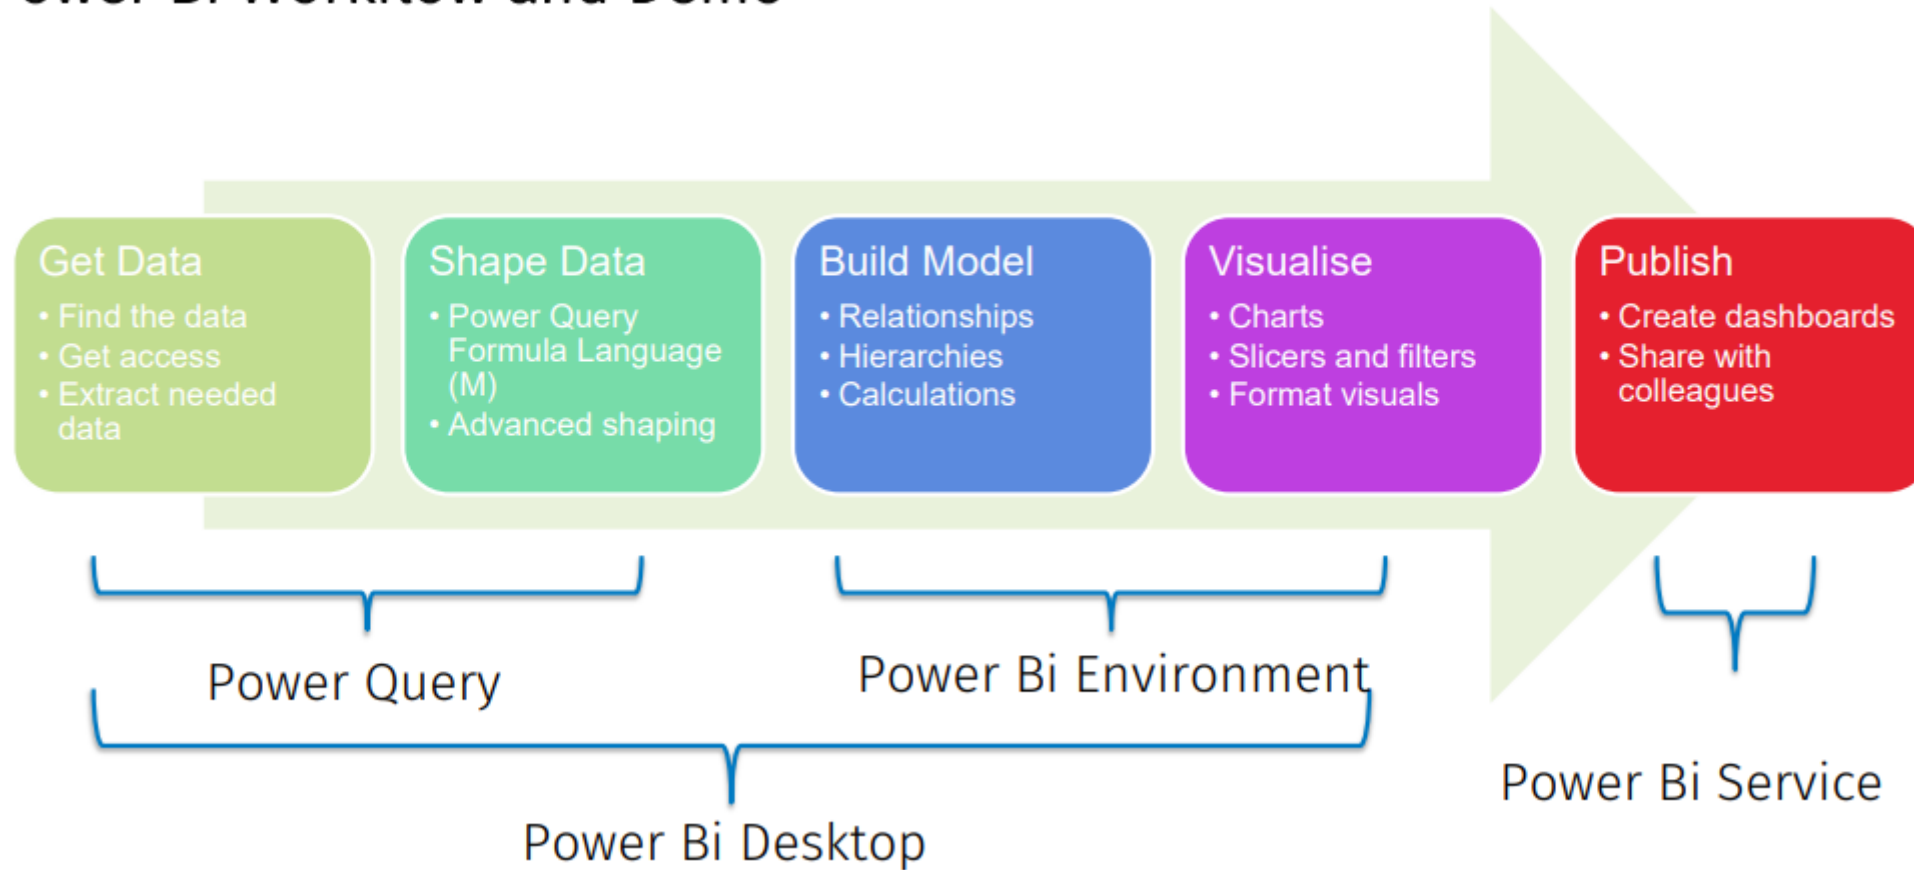 Get Data
• Find the data
• Get access
• Extract needed
data
Shape Data
• Power Query
Formula Language
(M)
• Advanced shaping
Build Model
• Relationships
• Hierarchies
• Calculations
Visualise
• Charts
• Slicers and filters
• Format visuals
Publish
• Create dashboards
• Share with
colleagues
Power Query
Power Bi Environment
Power Bi Desktop
Power Bi Service